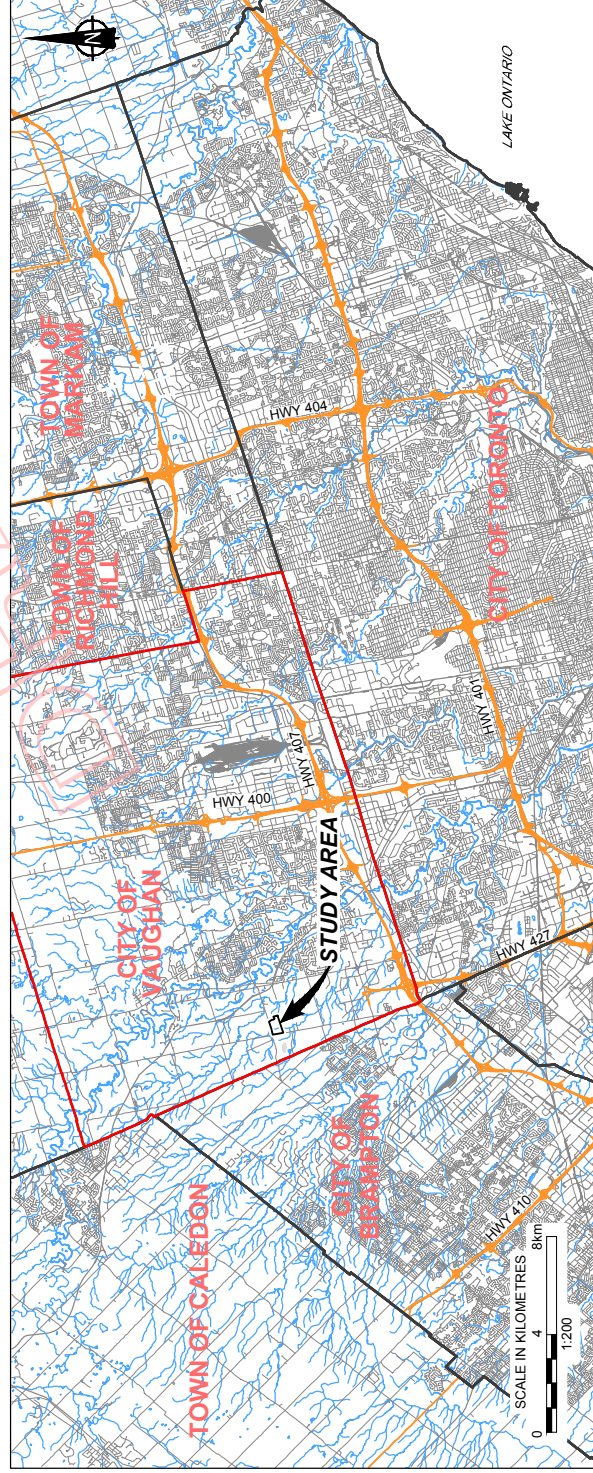 TOWN OF CALEDON
CITY OF
BRAMPTON
CITY OF
VAUGHAN
TOWN OF
RICHMOND
HILL
TOWN OF
MARKAM
N
STUDY AREA
HWY 400
HWY 407
HWY 404
HWY 427
HWY 401
HWY 410
CITY OF TORONTO
LAKE ONTARIO
SCALE IN KILOMETRES
0 4 8km
1:200